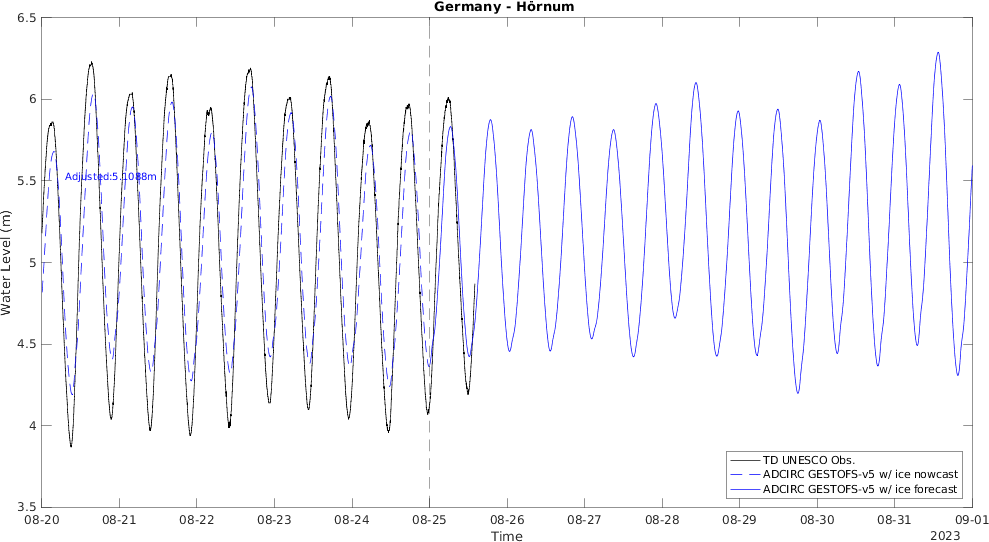 Germany - Hörnum
6.5
6
5.5
5
4.5
4
3.5
Water Level (m)
Adjusted:5.1088m
TD UNESCO Obs.
ADCIRC GESTOFS-v5 w/ ice nowcast
ADCIRC GESTOFS-v5 w/ ice forecast
08-20 08-21 08-22 08-23 08-24 08-25 08-26 08-27 08-28 08-29 08-30 08-31 09-01
Time
2023